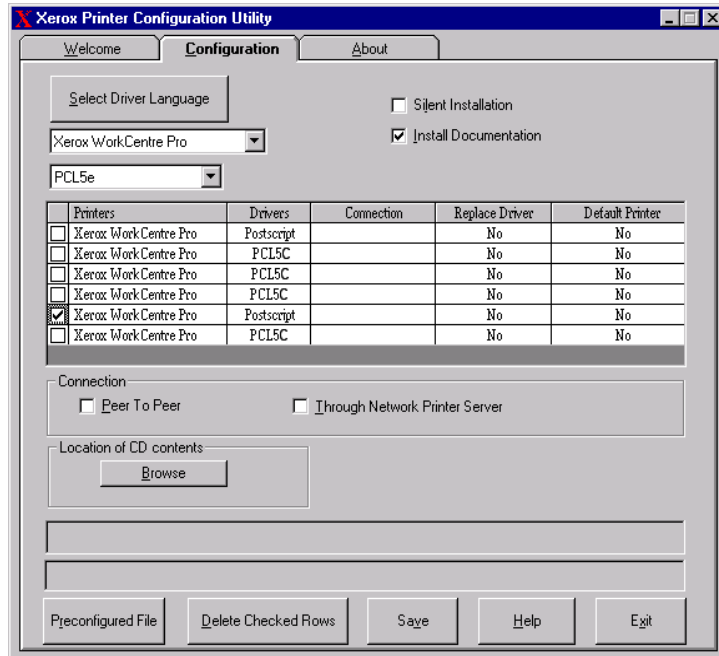 Xerox Printer Configuration Utility
Welcome Configuration About
Select Driver Language
Silent Installation
Xerox WorkCentre Pro
Install Documentation
PCL5e
Printers Drivers Connection Replace Driver Default Printer
Xerox WorkCentre Pro Postscript No No
Xerox WorkCentre Pro PCL5C No No
Xerox WorkCentre Pro PCL5C No No
Xerox WorkCentre Pro PCL5C No No
Xerox WorkCentre Pro Postscript No No
Xerox WorkCentre Pro PCL5C No No
Connection
Peer To Peer Through Network Printer Server
Location of CD contents
Browse
Preconfigured File Delete Checked Rows Save Help Exit